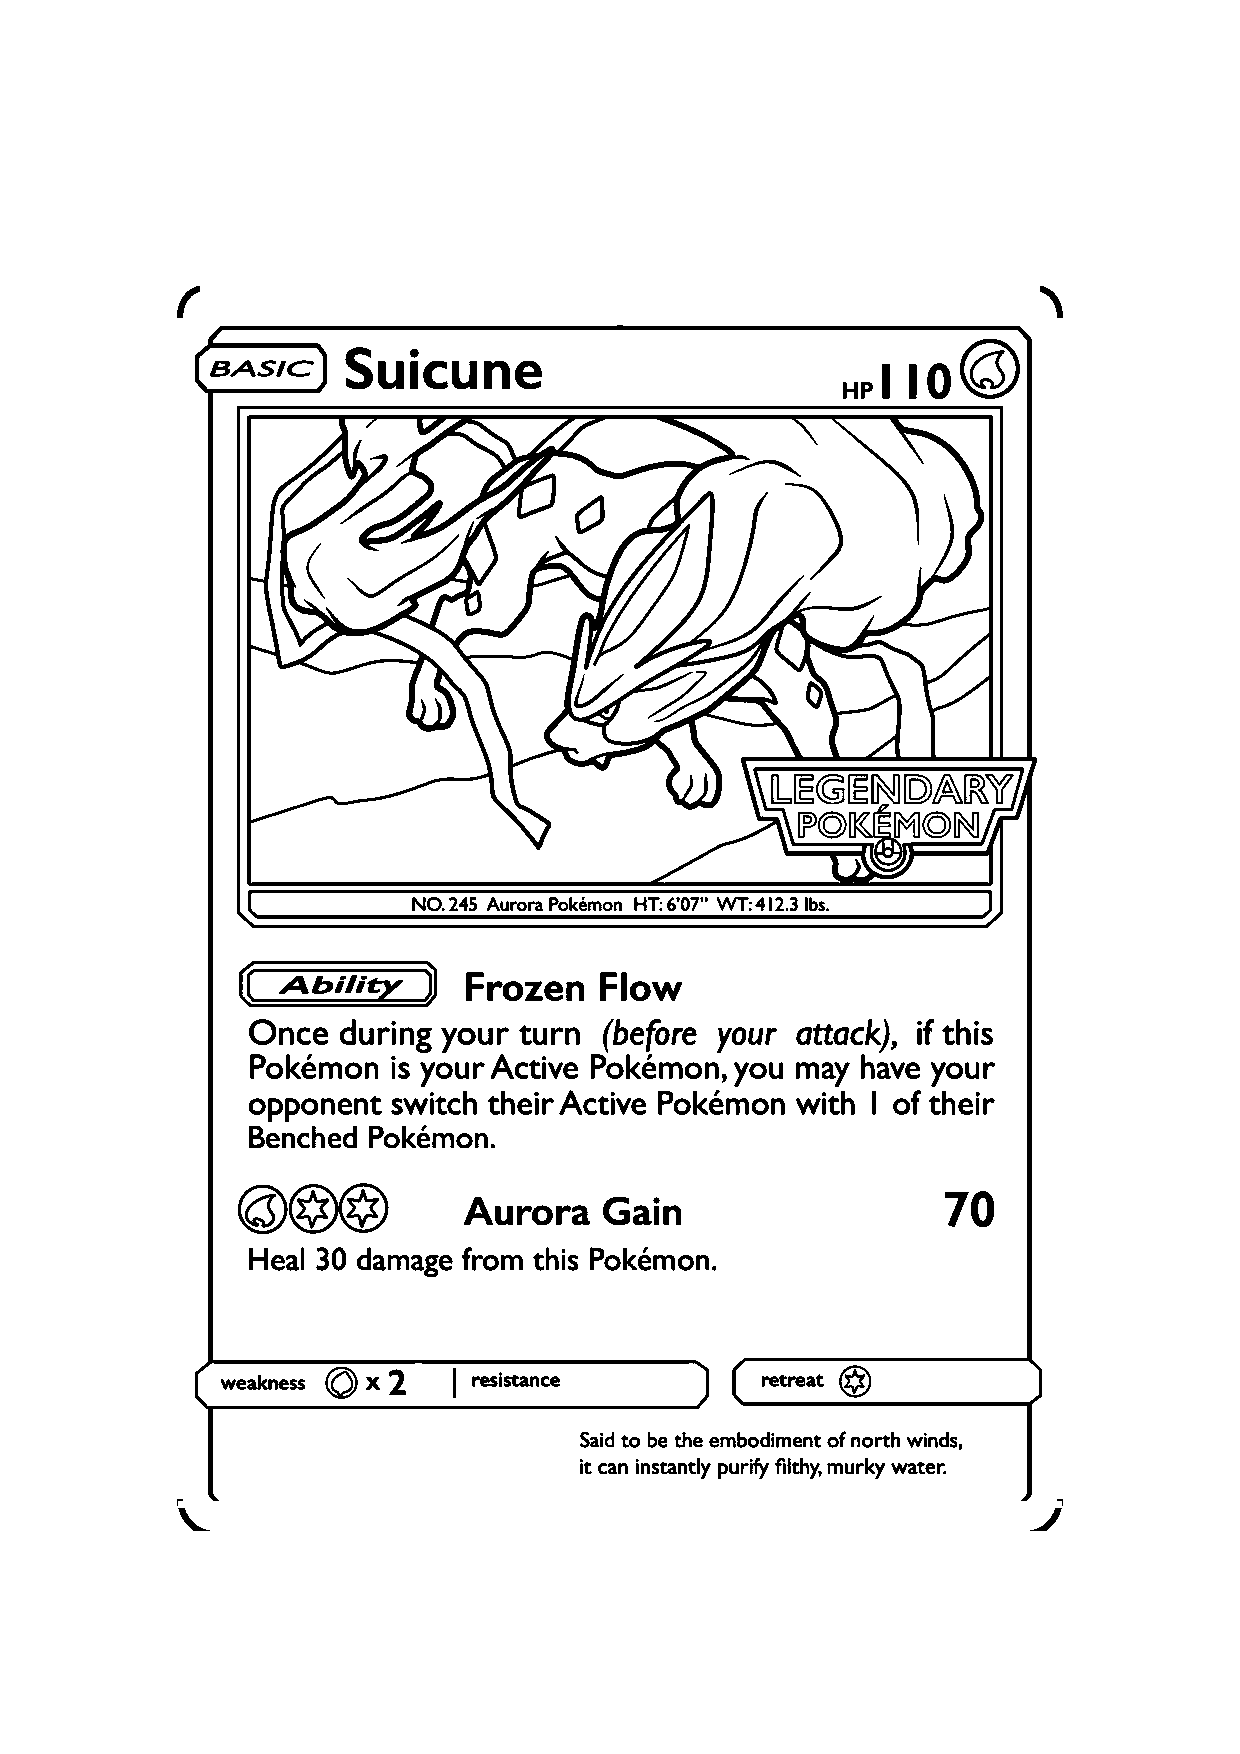 BASIC Suicune HP 110
LEGENDARY
POKÉMON
NO. 245 Aurora Pokémon HT: 6'07" WT: 412.3 lbs.
Ability Frozen Flow
Once during your turn (before your attack), if this
Pokémon is your Active Pokémon, you may have your
opponent switch their Active Pokémon with 1 of their
Benched Pokémon.
Aurora Gain 70
Heal 30 damage from this Pokémon.
weakness x 2 resistance retreat
Said to be the embodiment of north winds,
it can instantly purify filthy, murky water.